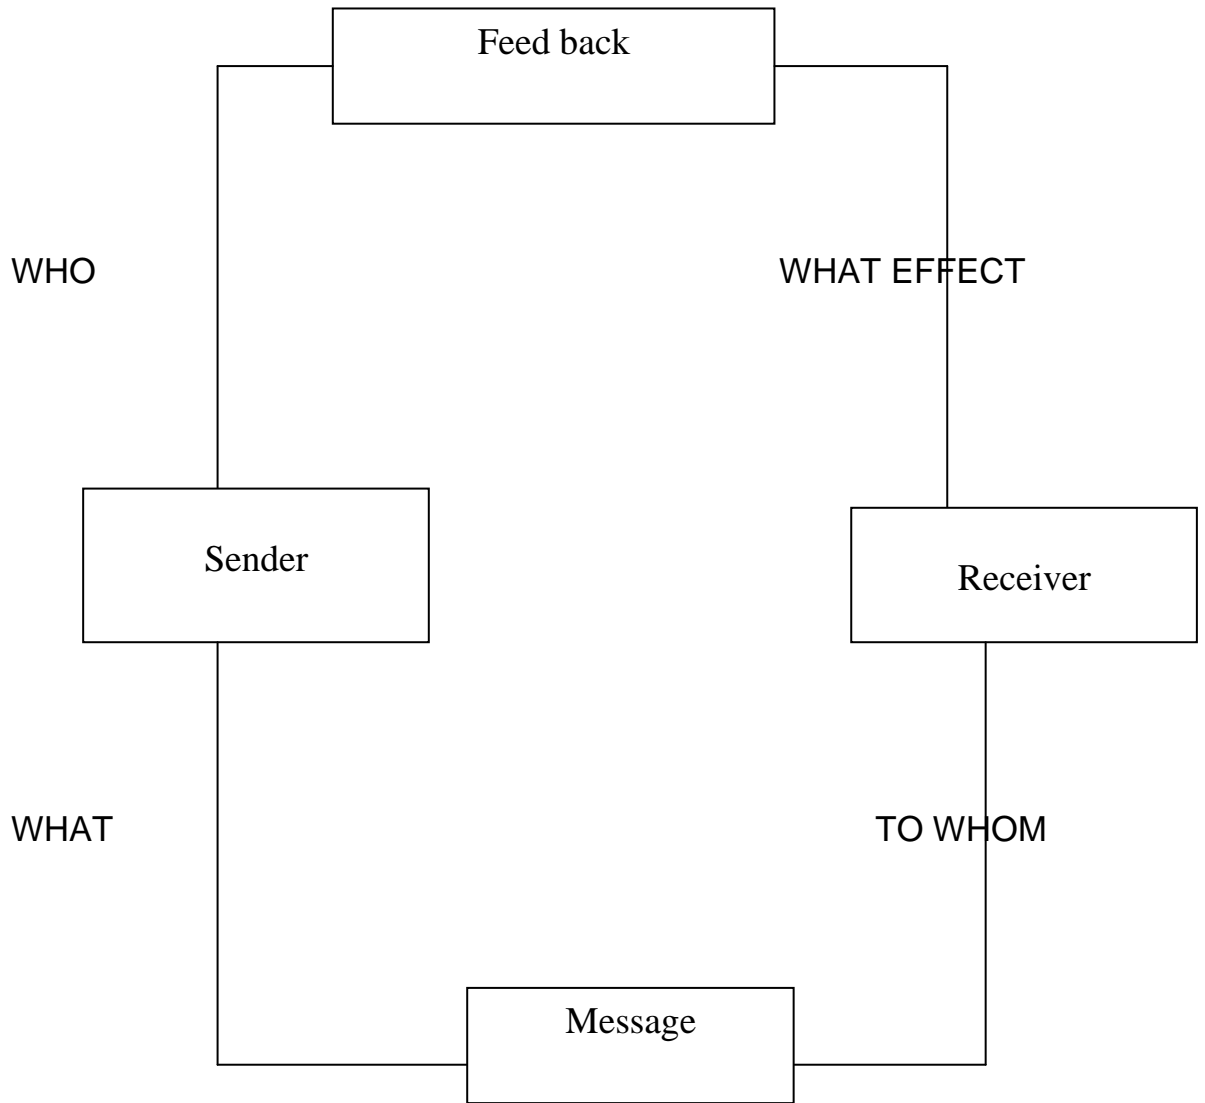 Feed back
WHO
WHAT EFFECT
Sender
Receiver
WHAT
TO WHOM
Message